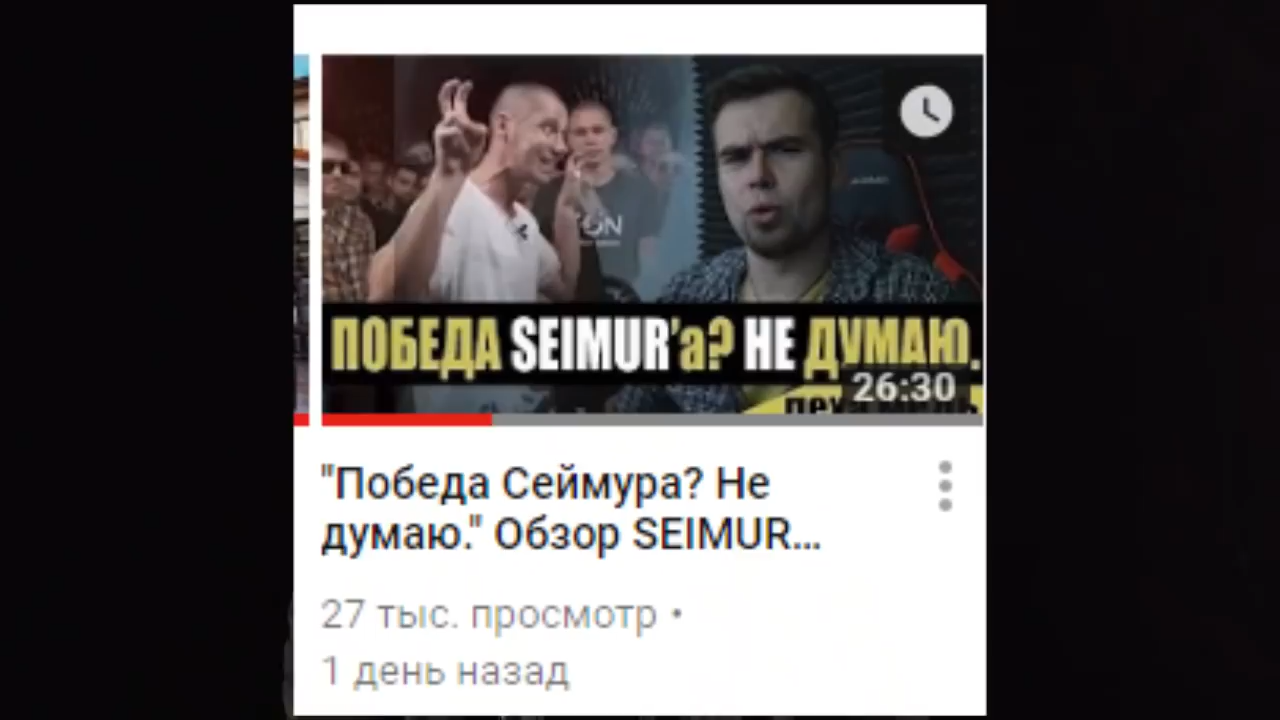 ПОБЕДА SEIMUR'а? НЕ ДУМАЮ.
26:30
"Победа Сеймура? Не
думаю." Обзор SEIMUR...
27 тыс. просмотр •
1 день назад